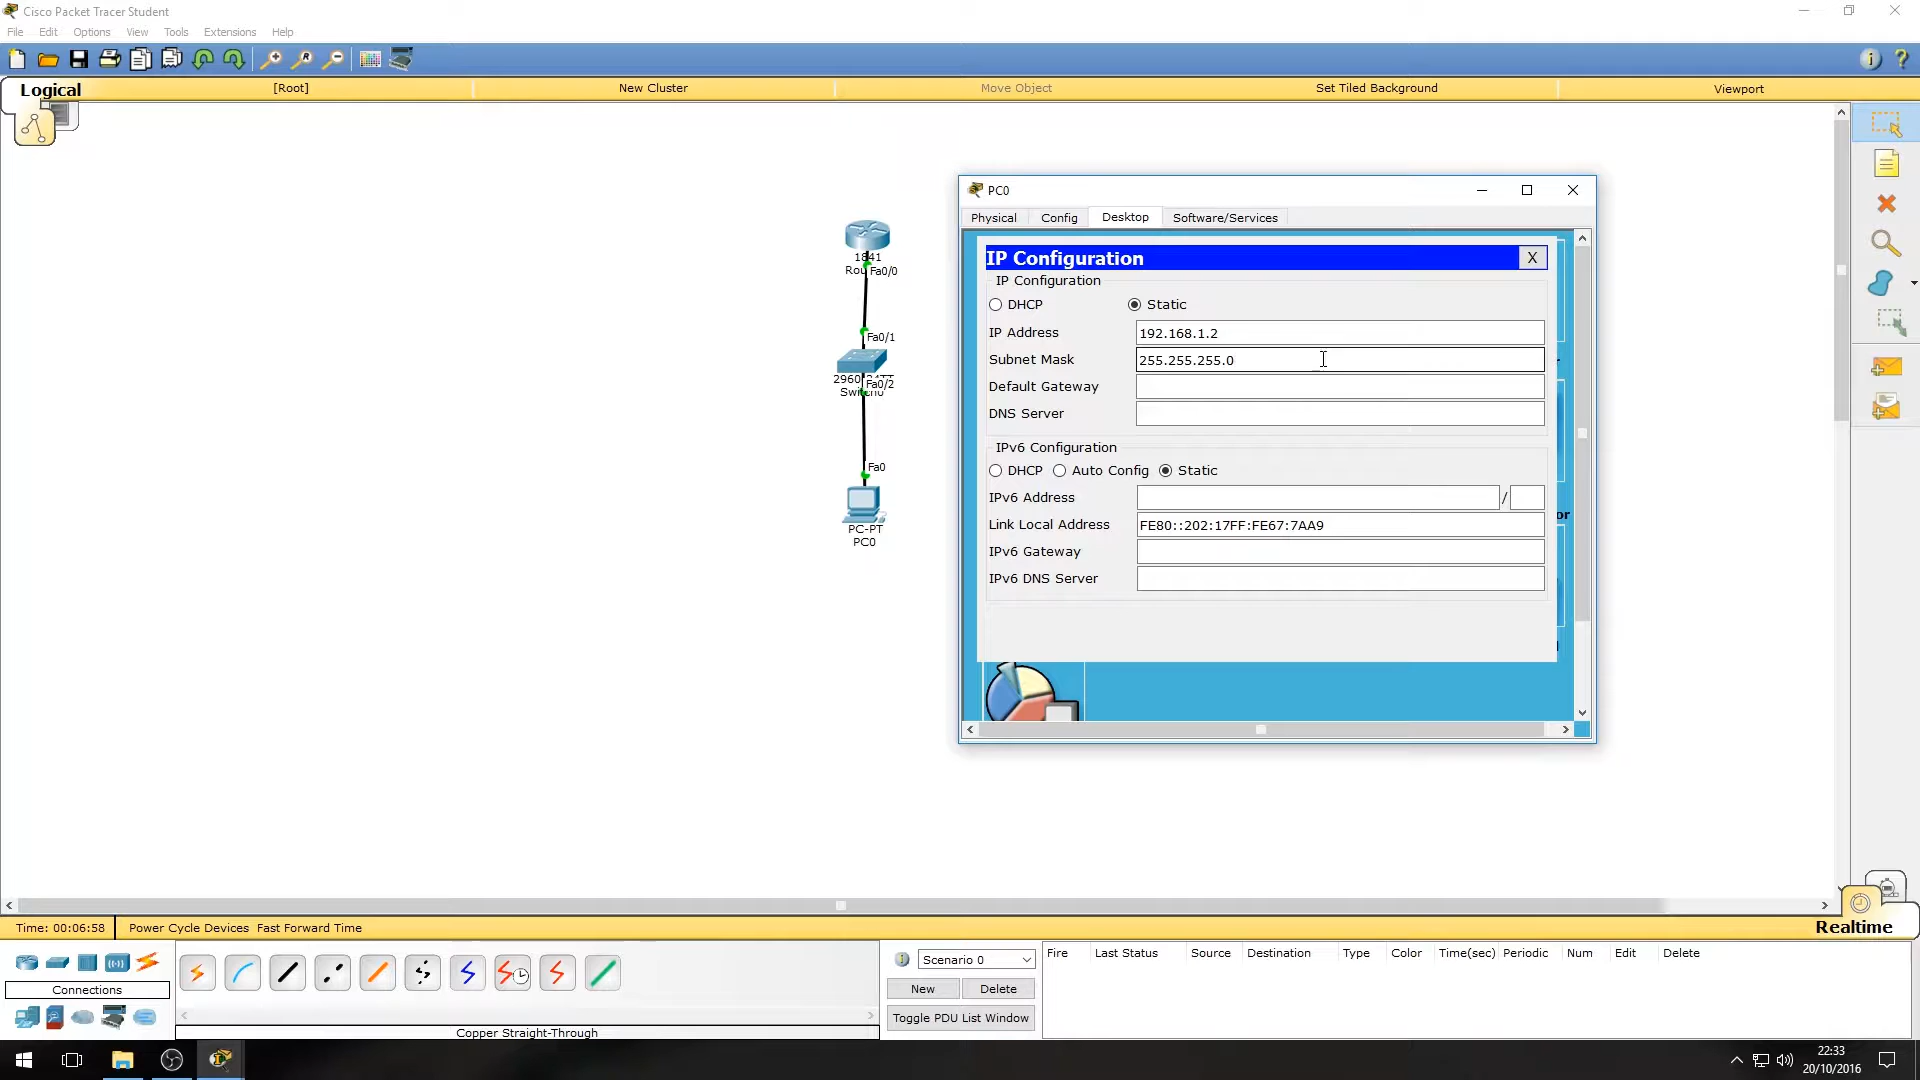 Cisco Packet Tracer Student
File Edit Options View Tools Extensions Help
Logical [Root] New Cluster Move Object Set Tiled Background Viewport
1841
Fa0/0
Fa0/1
Fa0/2
Fa0
PC-PT
PC0
PC0
Physical Config Desktop Software/Services
IP Configuration X
IP Configuration
DHCP Static
IP Address 192.168.1.2
Subnet Mask 255.255.255.0
Default Gateway
DNS Server
IPv6 Configuration
DHCP Auto Config Static
IPv6 Address /
Link Local Address FE80::202:17FF:FE67:7AA9
IPv6 Gateway
IPv6 DNS Server
or
Time: 00:06:58 Power Cycle Devices Fast Forward Time Realtime
Connections
Copper Straight-Through
Scenario 0
New Delete
Toggle PDU List Window
Fire Last Status Source Destination Type Color Time(sec) Periodic Num Edit Delete
22:33
20/10/2016